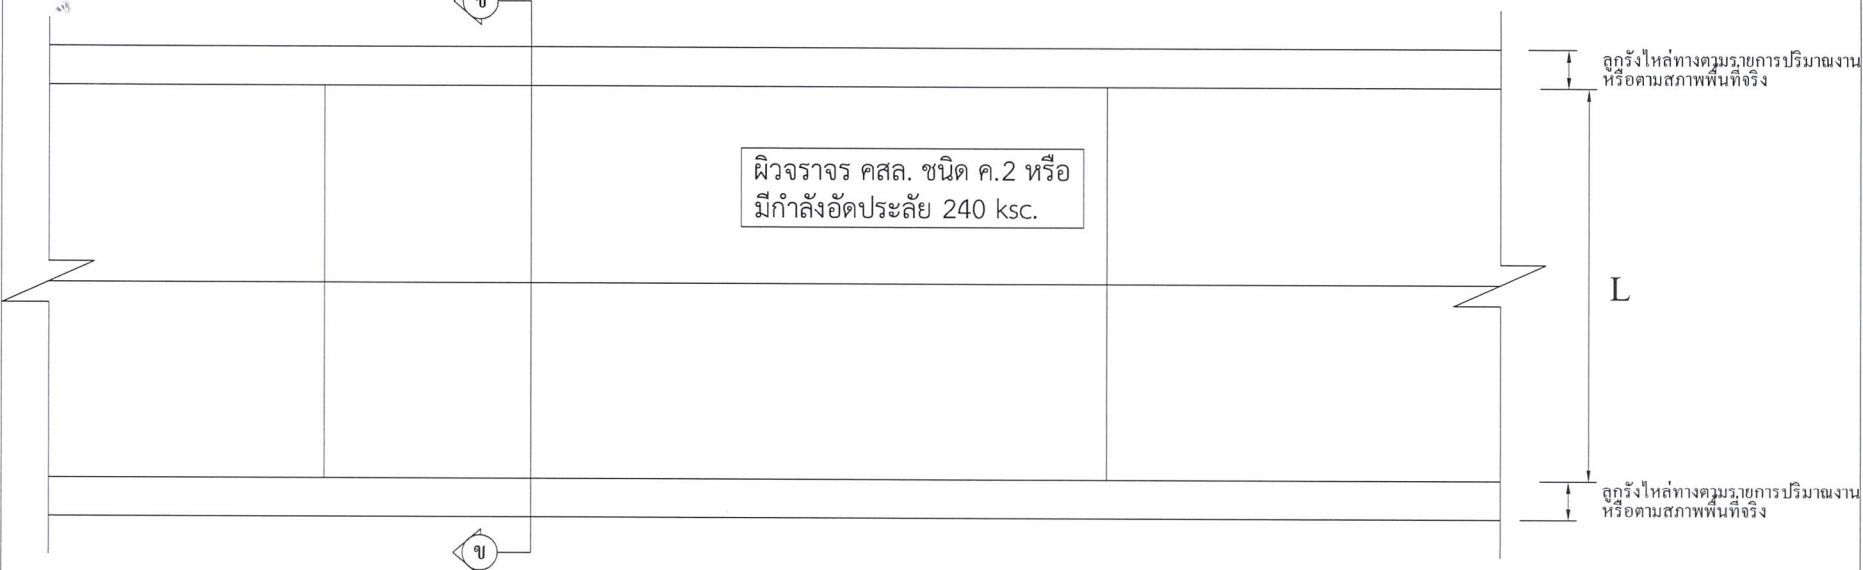 ข
ลูกรังไหล่ทางตามรายการปริมาณงาน
หรือตามสภาพพื้นที่จริง
ผิวจราจร คสล. ชนิด ค.2 หรือ
มีกำลังอัดประลัย 240 ksc.
L
ลูกรังไหล่ทางตามรายการปริมาณงาน
หรือตามสภาพพื้นที่จริง
ข